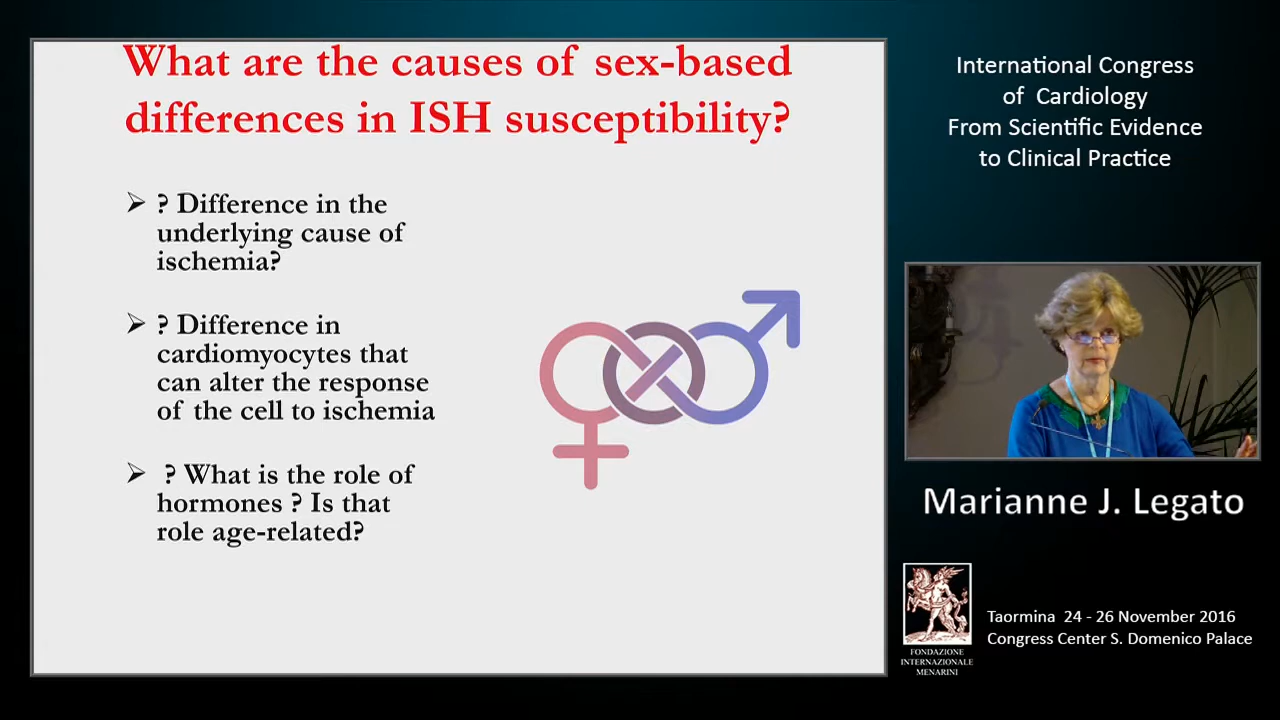 What are the causes of sex-based
differences in ISH susceptibility?
➢ ? Difference in the
underlying cause of
ischemia?
➢ ? Difference in
cardiomyocytes that
can alter the response
of the cell to ischemia
➢ ? What is the role of
hormones ? Is that
role age-related?
International Congress
of Cardiology
From Scientific Evidence
to Clinical Practice
Marianne J. Legato
FONDAZIONE
INTERNAZIONALE
MENARINI
Taormina 24 - 26 November 2016
Congress Center S. Domenico Palace